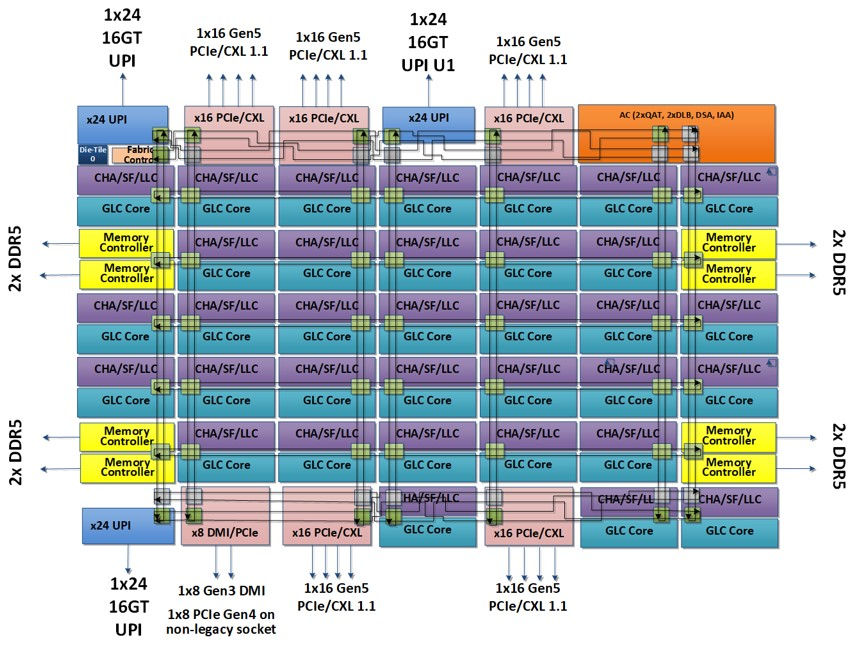 1x24
16GT
UPI
1x16 Gen5
PCIe/CXL 1.1
1x16 Gen5
PCIe/CXL 1.1
1x24
16GT
UPI U1
1x16 Gen5
PCIe/CXL 1.1
x24 UPI
x16 PCIe/CXL
x16 PCIe/CXL
x24 UPI
x16 PCIe/CXL
AC (2xQAT, 2xDLB, DSA, IAA)
Die-Tile
0
Fabric
Control
CHA/SF/LLC
CHA/SF/LLC
CHA/SF/LLC
CHA/SF/LLC
CHA/SF/LLC
CHA/SF/LLC
CHA/SF/LLC
GLC Core
GLC Core
GLC Core
GLC Core
GLC Core
GLC Core
GLC Core
2x DDR5
Memory
Controller
Memory
Controller
CHA/SF/LLC
CHA/SF/LLC
CHA/SF/LLC
CHA/SF/LLC
CHA/SF/LLC
GLC Core
GLC Core
GLC Core
GLC Core
GLC Core
Memory
Controller
Memory
Controller
2x DDR5
CHA/SF/LLC
CHA/SF/LLC
CHA/SF/LLC
CHA/SF/LLC
CHA/SF/LLC
CHA/SF/LLC
CHA/SF/LLC
GLC Core
GLC Core
GLC Core
GLC Core
GLC Core
GLC Core
GLC Core
CHA/SF/LLC
CHA/SF/LLC
CHA/SF/LLC
CHA/SF/LLC
CHA/SF/LLC
CHA/SF/LLC
CHA/SF/LLC
GLC Core
GLC Core
GLC Core
GLC Core
GLC Core
GLC Core
GLC Core
2x DDR5
Memory
Controller
Memory
Controller
CHA/SF/LLC
CHA/SF/LLC
CHA/SF/LLC
CHA/SF/LLC
CHA/SF/LLC
GLC Core
GLC Core
GLC Core
GLC Core
GLC Core
Memory
Controller
Memory
Controller
2x DDR5
x24 UPI
x8 DMI/PCIe
x16 PCIe/CXL
CHA/SF/LLC
GLC Core
x16 PCIe/CXL
CHA/SF/LLC
GLC Core
CHA/SF/LLC
GLC Core
1x24
16GT
UPI
1x8 Gen3 DMI
1x8 PCIe Gen4 on
non-legacy socket
1x16 Gen5
PCIe/CXL 1.1
1x16 Gen5
PCIe/CXL 1.1